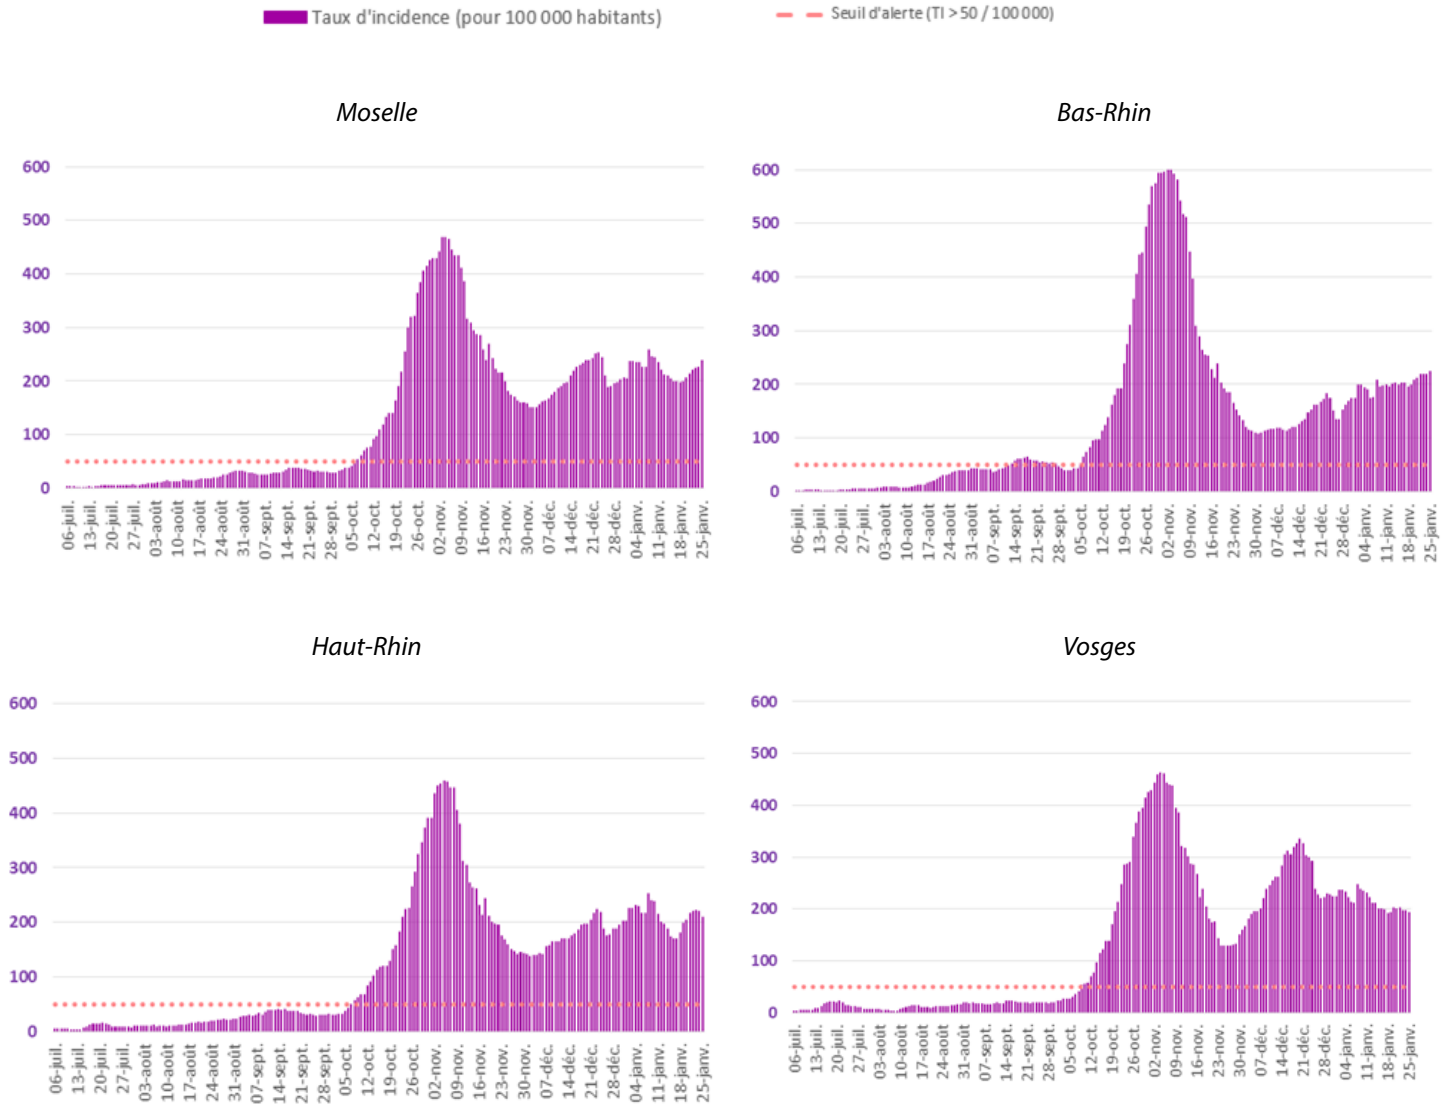 Taux d'incidence (pour 100 000 habitants)
Seuil d'alerte (TI > 50 / 100 000)
Moselle
600
500
400
300
200
100
0
06-juil.
13-juil.
20-juil.
27-juil.
03-août
10-août
17-août
24-août
31-août
07-sept.
14-sept.
21-sept.
28-sept.
05-oct.
12-oct.
19-oct.
26-oct.
02-nov.
09-nov.
16-nov.
23-nov.
30-nov.
07-déc.
14-déc.
21-déc.
28-déc.
04-janv.
11-janv.
18-janv.
25-janv.
Bas-Rhin
600
500
400
300
200
100
0
06-juil.
13-juil.
20-juil.
27-juil.
03-août
10-août
17-août
24-août
31-août
07-sept.
14-sept.
21-sept.
28-sept.
05-oct.
12-oct.
19-oct.
26-oct.
02-nov.
09-nov.
16-nov.
23-nov.
30-nov.
07-déc.
14-déc.
21-déc.
28-déc.
04-janv.
11-janv.
18-janv.
25-janv.
Haut-Rhin
600
500
400
300
200
100
0
06-juil.
13-juil.
20-juil.
27-juil.
03-août
10-août
17-août
24-août
31-août
07-sept.
14-sept.
21-sept.
28-sept.
05-oct.
12-oct.
19-oct.
26-oct.
02-nov.
09-nov.
16-nov.
23-nov.
30-nov.
07-déc.
14-déc.
21-déc.
28-déc.
04-janv.
11-janv.
18-janv.
25-janv.
Vosges
600
500
400
300
200
100
0
06-juil.
13-juil.
20-juil.
27-juil.
03-août
10-août
17-août
24-août
31-août
07-sept.
14-sept.
21-sept.
28-sept.
05-oct.
12-oct.
19-oct.
26-oct.
02-nov.
09-nov.
16-nov.
23-nov.
30-nov.
07-déc.
14-déc.
21-déc.
28-déc.
04-janv.
11-janv.
18-janv.
25-janv.